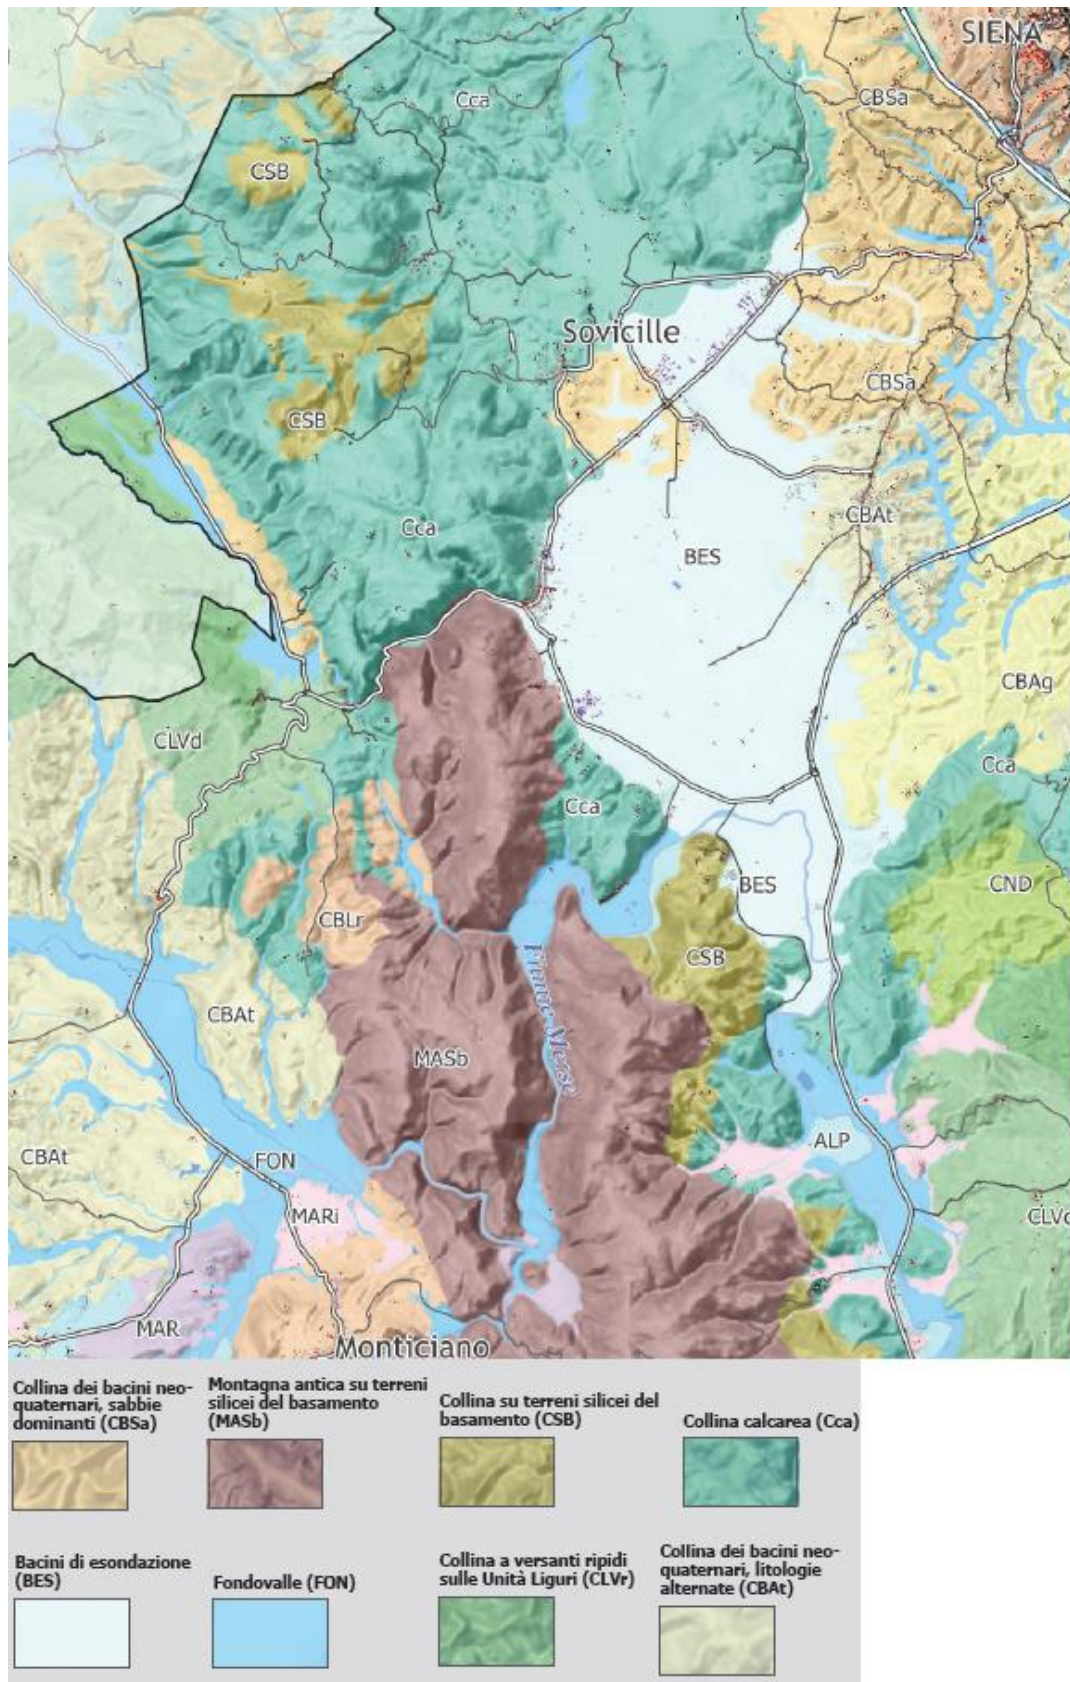 SIENA
Cca
CBSa
CSB
Sovicille
CBSa
CSB
Cca
CBAt
BES
CBAg
CLVd
Cca
Cca
CND
BES
CBLr
CSB
Fiume Merse
CBAt
MASb
ALP
CBAt
FON
MARi
CLVd
MAR
Monticiano
Collina dei bacini neo-
quaternari, sabbie
dominanti (CBSa)
Montagna antica su terreni
silicei del basamento
(MASb)
Collina su terreni silicei del
basamento (CSB)
Collina calcarea (Cca)
Bacini di esondazione
(BES)
Fondovalle (FON)
Collina a versanti ripidi
sulle Unità Liguri (CLVr)
Collina dei bacini neo-
quaternari, litologie
alternate (CBAt)